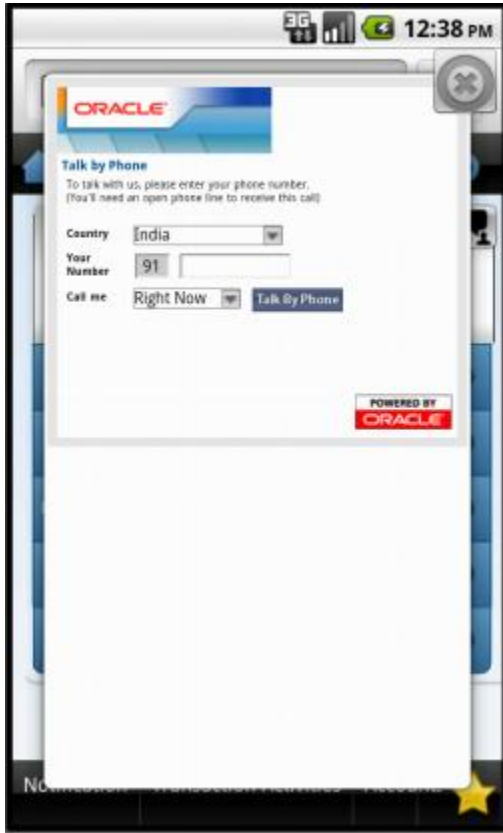 3G
12:38 PM
ORACLE
Talk by Phone
To talk with us, please enter your phone number.
(You'll need an open phone line to receive this call)
Country India
Your
Number 91
Call me Right Now Talk By Phone
POWERED BY
ORACLE